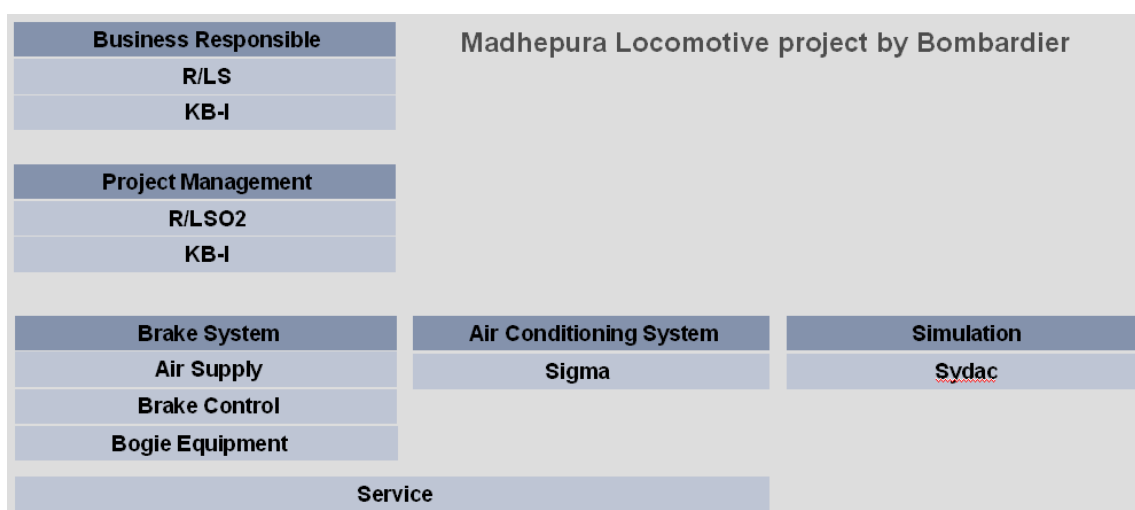 Business Responsible
R/LS
KB-I
Madhepura Locomotive project by Bombardier
Project Management
R/LSO2
KB-I
Brake System
Air Supply
Brake Control
Bogie Equipment
Air Conditioning System
Sigma
Simulation
Sydac
Service